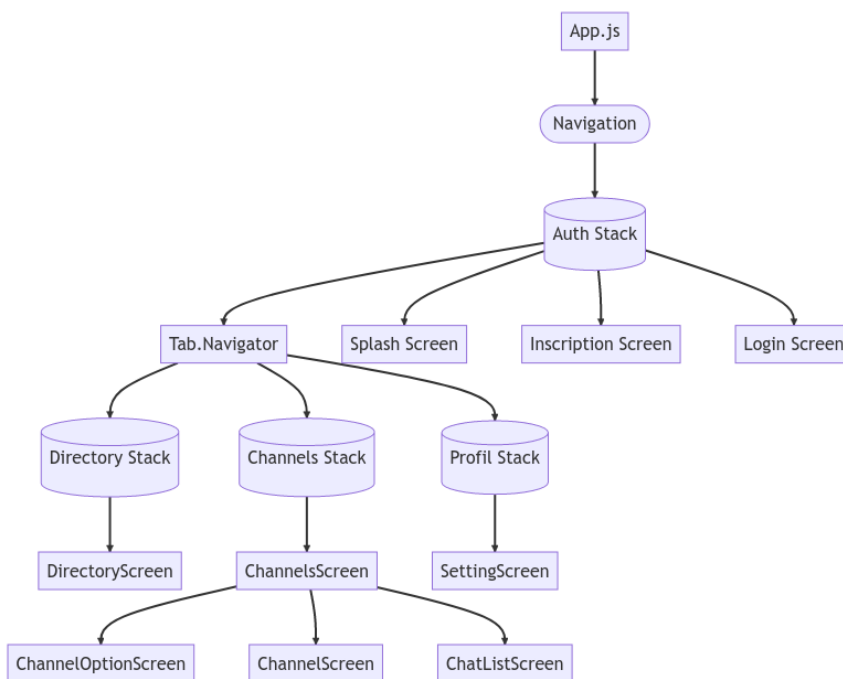 App.js
Navigation
Auth Stack
Tab.Navigator
Splash Screen
Inscription Screen
Login Screen
Directory Stack
Channels Stack
Profil Stack
DirectoryScreen
ChannelsScreen
SettingScreen
ChannelOptionScreen
ChannelScreen
ChatListScreen